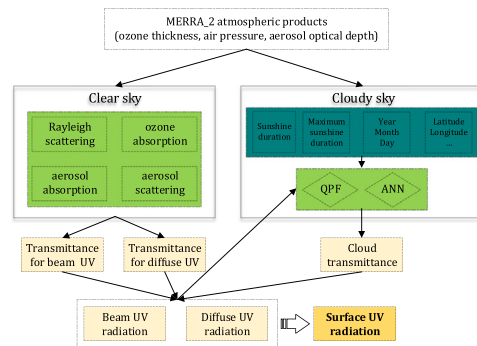 MERRA_2 atmospheric products
(ozone thickness, air pressure, aerosol optical depth)
Clear sky
Rayleigh
scattering
ozone
absorption
aerosol
absorption
aerosol
scattering
Cloudy sky
Sunshine
duration
Maximum
sunshine
duration
Year
Month
Day
Latitude
Longitude
...
QPF
ANN
Transmittance
for beam UV
Transmittance
for diffuse UV
Cloud
transmittance
Beam UV
radiation
Diffuse UV
radiation
Surface UV
radiation